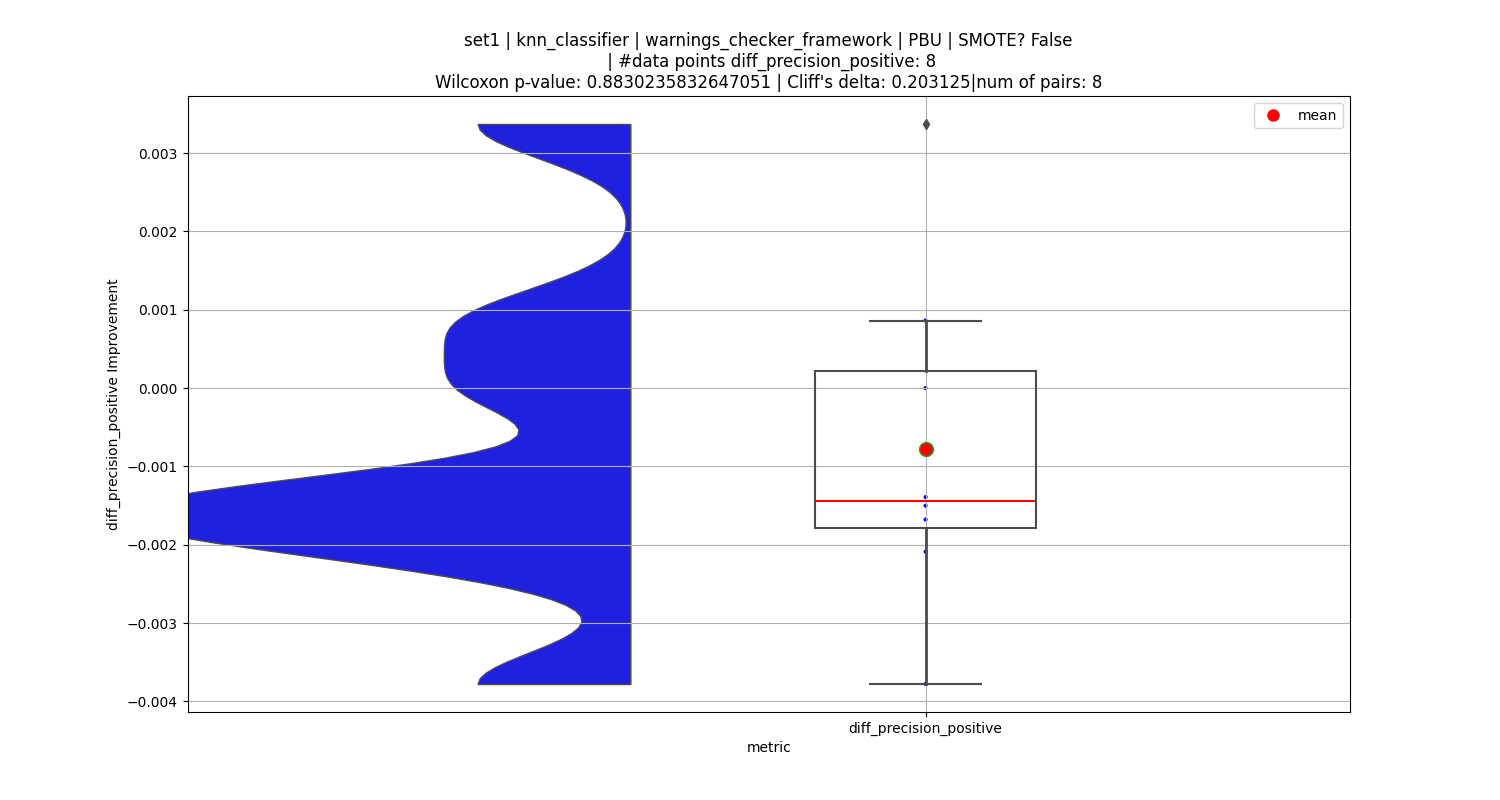 set1 | knn_classifier | warnings_checker_framework | PBU | SMOTE? False
| #data points diff_precision_positive: 8
Wilcoxon p-value: 0.8830235832647051 | Cliff's delta: 0.203125|num of pairs: 8
mean
0.003
0.002
0.001
0.000
−0.001
−0.002
−0.003
−0.004
diff_precision_positive Improvement
diff_precision_positive
metric